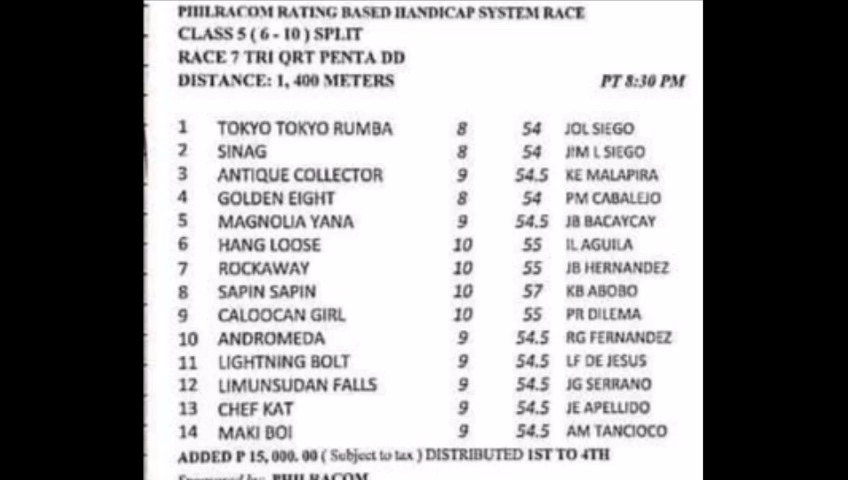 PHILRACOM RATING BASED HANDICAP SYSTEM RACE
CLASS 5 ( 6 - 10 ) SPLIT
RACE 7 TRI QRT PENTA DD
DISTANCE: 1, 400 METERS PT 8:30 PM
1 TOKYO TOKYO RUMBA 8 54 JOL SIEGO
2 SINAG 8 54 JIM L SIEGO
3 ANTIQUE COLLECTOR 9 54.5 KE MALAPIRA
4 GOLDEN EIGHT 8 54 PM CABALEJO
5 MAGNOLIA YANA 9 54.5 JB BACAYCAY
6 HANG LOOSE 10 55 IL AGUILA
7 ROCKAWAY 10 55 JB HERNANDEZ
8 SAPIN SAPIN 10 57 KB ABOBO
9 CALOOCAN GIRL 10 55 PR DILEMA
10 ANDROMEDA 9 54.5 RG FERNANDEZ
11 LIGHTNING BOLT 9 54.5 LF DE JESUS
12 LIMUNSUDAN FALLS 9 54.5 JG SERRANO
13 CHEF KAT 9 54.5 JE APELLIDO
14 MAKI BOI 9 54.5 AM TANCIOCO
ADDED P 15, 000. 00 ( Subject to tax ) DISTRIBUTED 1ST TO 4TH
Sponsored by: PHILRACOM